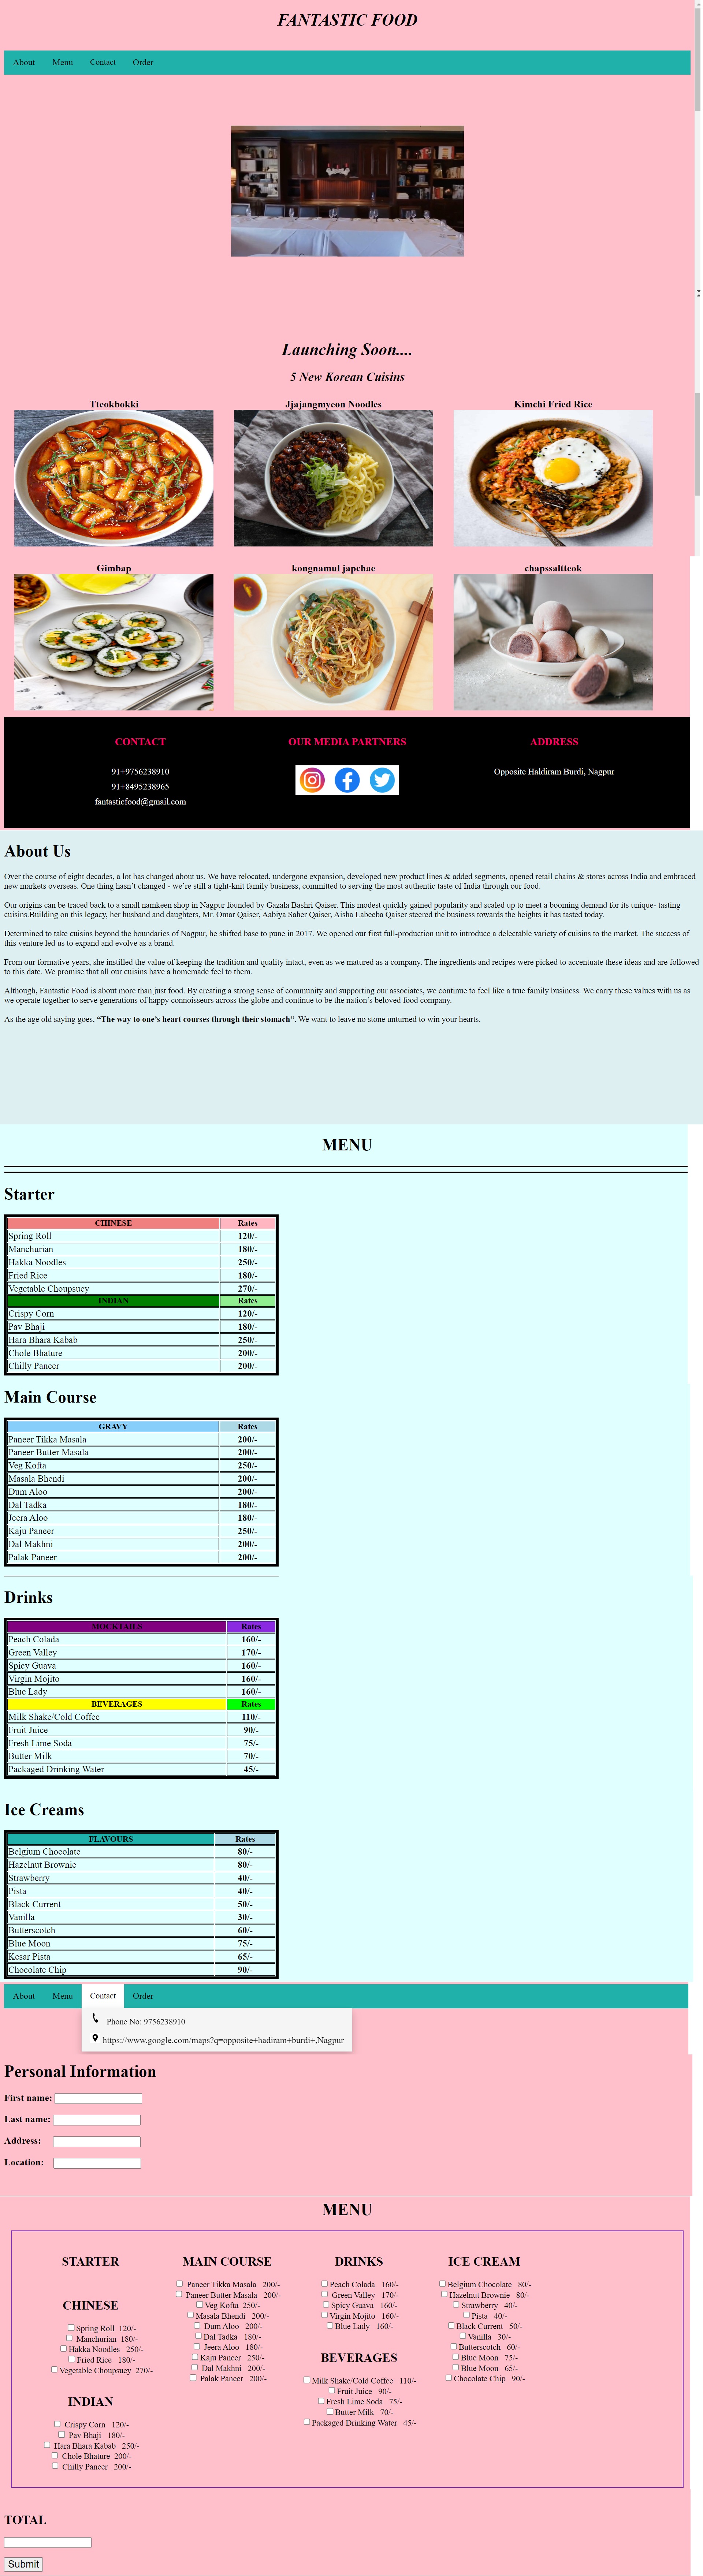 FANTASTIC FOOD
About Menu Contact Order
Launching Soon....
5 New Korean Cuisins
Tteokbokki Jjajangmyeon Noodles Kimchi Fried Rice
Gimbap kongnamul japchae chapssaltteok
CONTACT OUR MEDIA PARTNERS ADDRESS
91+9756238910 Opposite Haldiram Burdi, Nagpur
91+8495238965
fantasticfood@gmail.com
About Us
Over the course of eight decades, a lot has changed about us. We have relocated, undergone expansion, developed new product lines & added segments, opened retail chains & stores across India and embraced
new markets overseas. One thing hasn't changed - we're still a tight-knit family business, committed to serving the most authentic taste of India through our food.
Our origins can be traced back to a small namkeen shop in Nagpur founded by Gazala Bashri Qaiser. This modest quickly gained popularity and scaled up to meet a booming demand for its unique- tasting
cuisins.Building on this legacy, her husband and daughters, Mr. Omar Qaiser, Aabiya Saher Qaiser, Aisha Labeeba Qaiser steered the business towards the heights it has tasted today.
Determined to take cuisins beyond the boundaries of Nagpur, he shifted base to pune in 2017. We opened our first full-production unit to introduce a delectable variety of cuisins to the market. The success of
this venture led us to expand and evolve as a brand.
From our formative years, she instilled the value of keeping the tradition and quality intact, even as we matured as a company. The ingredients and recipes were picked to accentuate these ideas and are followed
to this date. We promise that all our cuisins have a homemade feel to them.
Although, Fantastic Food is about more than just food. By creating a strong sense of community and supporting our associates, we continue to feel like a true family business. We carry these values with us as
we operate together to serve generations of happy connoisseurs across the globe and continue to be the nation's beloved food company.
As the age old saying goes, “The way to one's heart courses through their stomach”. We want to leave no stone unturned to win your hearts.
MENU
Starter
CHINESE Rates
Spring Roll 120/-
Manchurian 180/-
Hakka Noodles 250/-
Fried Rice 180/-
Vegetable Choupsuey 270/-
INDIAN Rates
Crispy Corn 120/-
Pav Bhaji 180/-
Hara Bhara Kabab 250/-
Chole Bhature 200/-
Chilly Paneer 200/-
Main Course
GRAVY Rates
Paneer Tikka Masala 200/-
Paneer Butter Masala 200/-
Veg Kofta 250/-
Masala Bhendi 200/-
Dum Aloo 200/-
Dal Tadka 180/-
Jeera Aloo 180/-
Kaju Paneer 250/-
Dal Makhni 200/-
Palak Paneer 200/-
Drinks
MOCKTAILS Rates
Peach Colada 160/-
Green Valley 170/-
Spicy Guava 160/-
Virgin Mojito 160/-
Blue Lady 160/-
BEVERAGES Rates
Milk Shake/Cold Coffee 110/-
Fruit Juice 90/-
Fresh Lime Soda 75/-
Butter Milk 70/-
Packaged Drinking Water 45/-
Ice Creams
FLAVOURS Rates
Belgium Chocolate 80/-
Hazelnut Brownie 80/-
Strawberry 40/-
Pista 40/-
Black Current 50/-
Vanilla 30/-
Butterscotch 60/-
Blue Moon 75/-
Kesar Pista 65/-
Chocolate Chip 90/-
About Menu Contact Order
Phone No: 9756238910
https://www.google.com/maps?q=opposite+hadiram+burdi+,Nagpur
Personal Information
First name:
Last name:
Address:
Location:
MENU
STARTER
CHINESE
Spring Roll 120/-
Manchurian 180/-
Hakka Noodles 250/-
Fried Rice 180/-
Vegetable Choupsuey 270/-
INDIAN
Crispy Corn 120/-
Pav Bhaji 180/-
Hara Bhara Kabab 250/-
Chole Bhature 200/-
Chilly Paneer 200/-
MAIN COURSE
Paneer Tikka Masala 200/-
Paneer Butter Masala 200/-
Veg Kofta 250/-
Masala Bhendi 200/-
Dum Aloo 200/-
Dal Tadka 180/-
Jeera Aloo 180/-
Kaju Paneer 250/-
Dal Makhni 200/-
Palak Paneer 200/-
DRINKS
Peach Colada 160/-
Green Valley 170/-
Spicy Guava 160/-
Virgin Mojito 160/-
Blue Lady 160/-
BEVERAGES
Milk Shake/Cold Coffee 110/-
Fruit Juice 90/-
Fresh Lime Soda 75/-
Butter Milk 70/-
Packaged Drinking Water 45/-
ICE CREAM
Belgium Chocolate 80/-
Hazelnut Brownie 80/-
Strawberry 40/-
Pista 40/-
Black Current 50/-
Vanilla 30/-
Butterscotch 60/-
Blue Moon 75/-
Blue Moon 65/-
Chocolate Chip 90/-
TOTAL
Submit